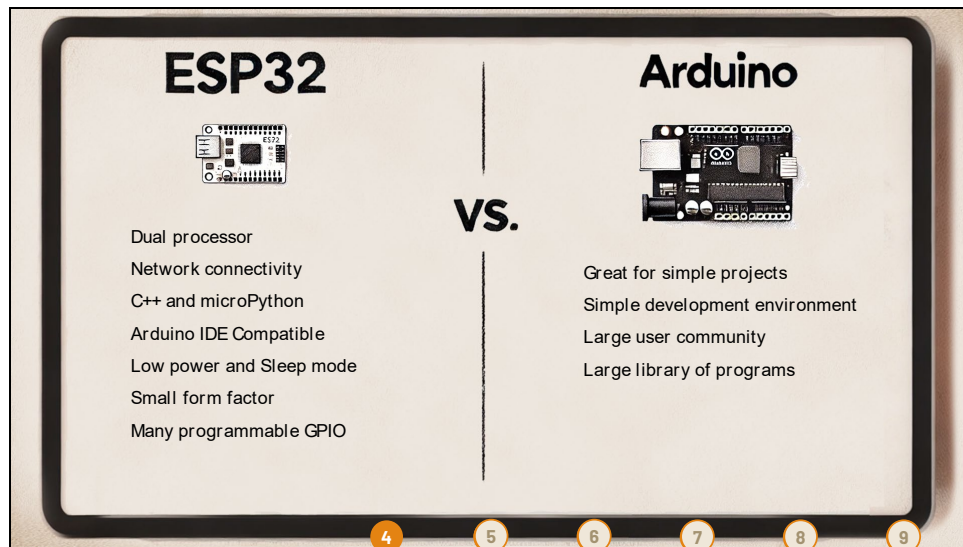 ESP32
Dual processor
Network connectivity
C++ and microPython
Arduino IDE Compatible
Low power and Sleep mode
Small form factor
Many programmable GPIO
VS.
Arduino
Great for simple projects
Simple development environment
Large user community
Large library of programs
4 5 6 7 8 9